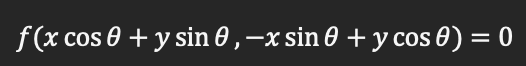 f(x cos θ + y sin θ , −x sin θ + y cos θ) = 0